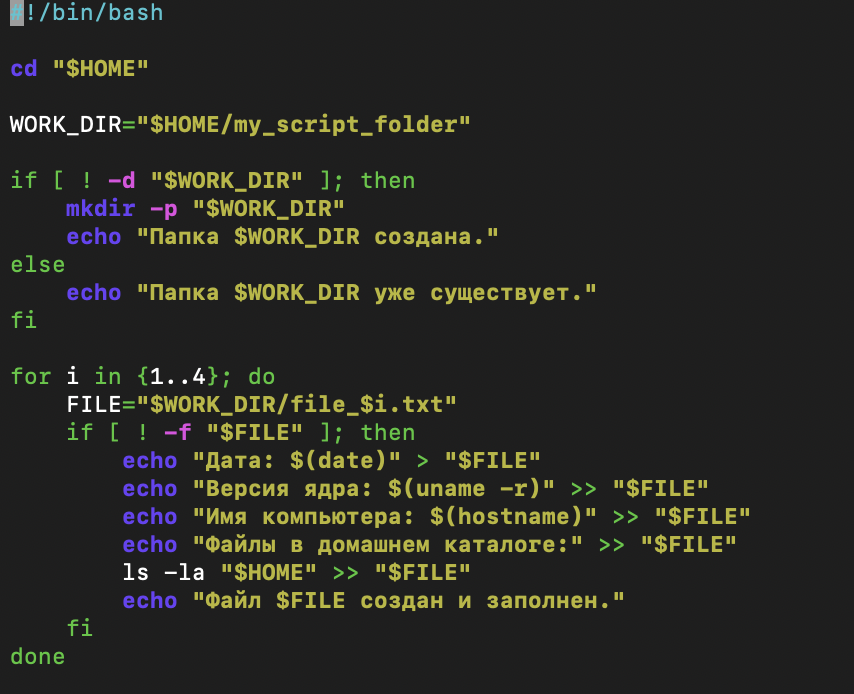 #!/bin/bash
cd "$HOME"
WORK_DIR="$HOME/my_script_folder"
if [ ! -d "$WORK_DIR" ]; then
    mkdir -p "$WORK_DIR"
    echo "Папка $WORK_DIR создана."
else
    echo "Папка $WORK_DIR уже существует."
fi
for i in {1..4}; do
    FILE="$WORK_DIR/file_$i.txt"
    if [ ! -f "$FILE" ]; then
        echo "Дата: $(date)" > "$FILE"
        echo "Версия ядра: $(uname -r)" >> "$FILE"
        echo "Имя компьютера: $(hostname)" >> "$FILE"
        echo "Файлы в домашнем каталоге:" >> "$FILE"
        ls -la "$HOME" >> "$FILE"
        echo "Файл $FILE создан и заполнен."
    fi
done